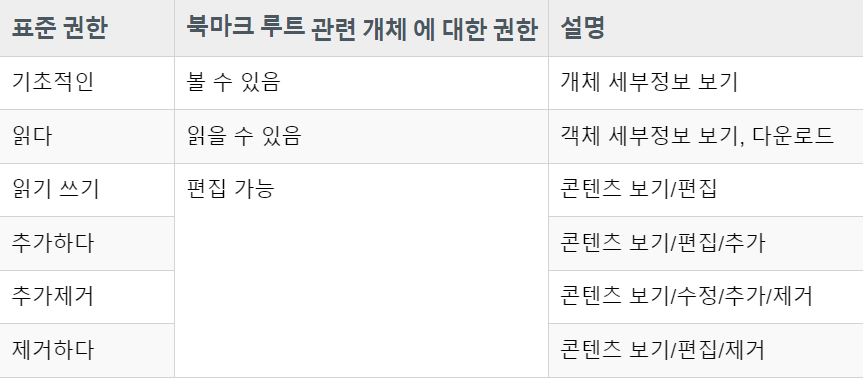 표준 권한 북마크 루트 관련 개체 에 대한 권한 설명
기초적인 볼 수 있음 개체 세부정보 보기
읽다 읽을 수 있음 객체 세부정보 보기, 다운로드
읽기 쓰기 편집 가능 콘텐츠 보기/편집
추가하다 콘텐츠 보기/편집/추가
추가제거 콘텐츠 보기/수정/추가/제거
제거하다 콘텐츠 보기/편집/제거